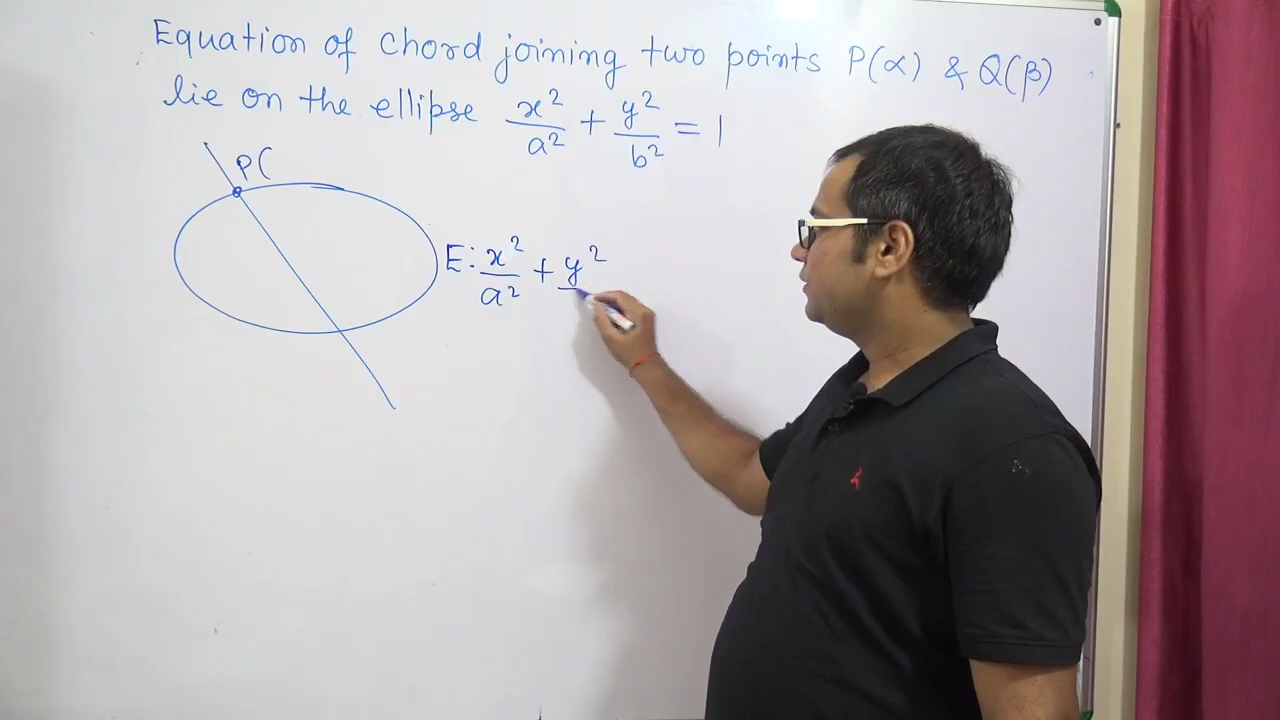 Equation of chord joining two points P(α) & Q(β)
lie on the ellipse x²/a² + y²/b² = 1
P(
E: x²/a² + y²